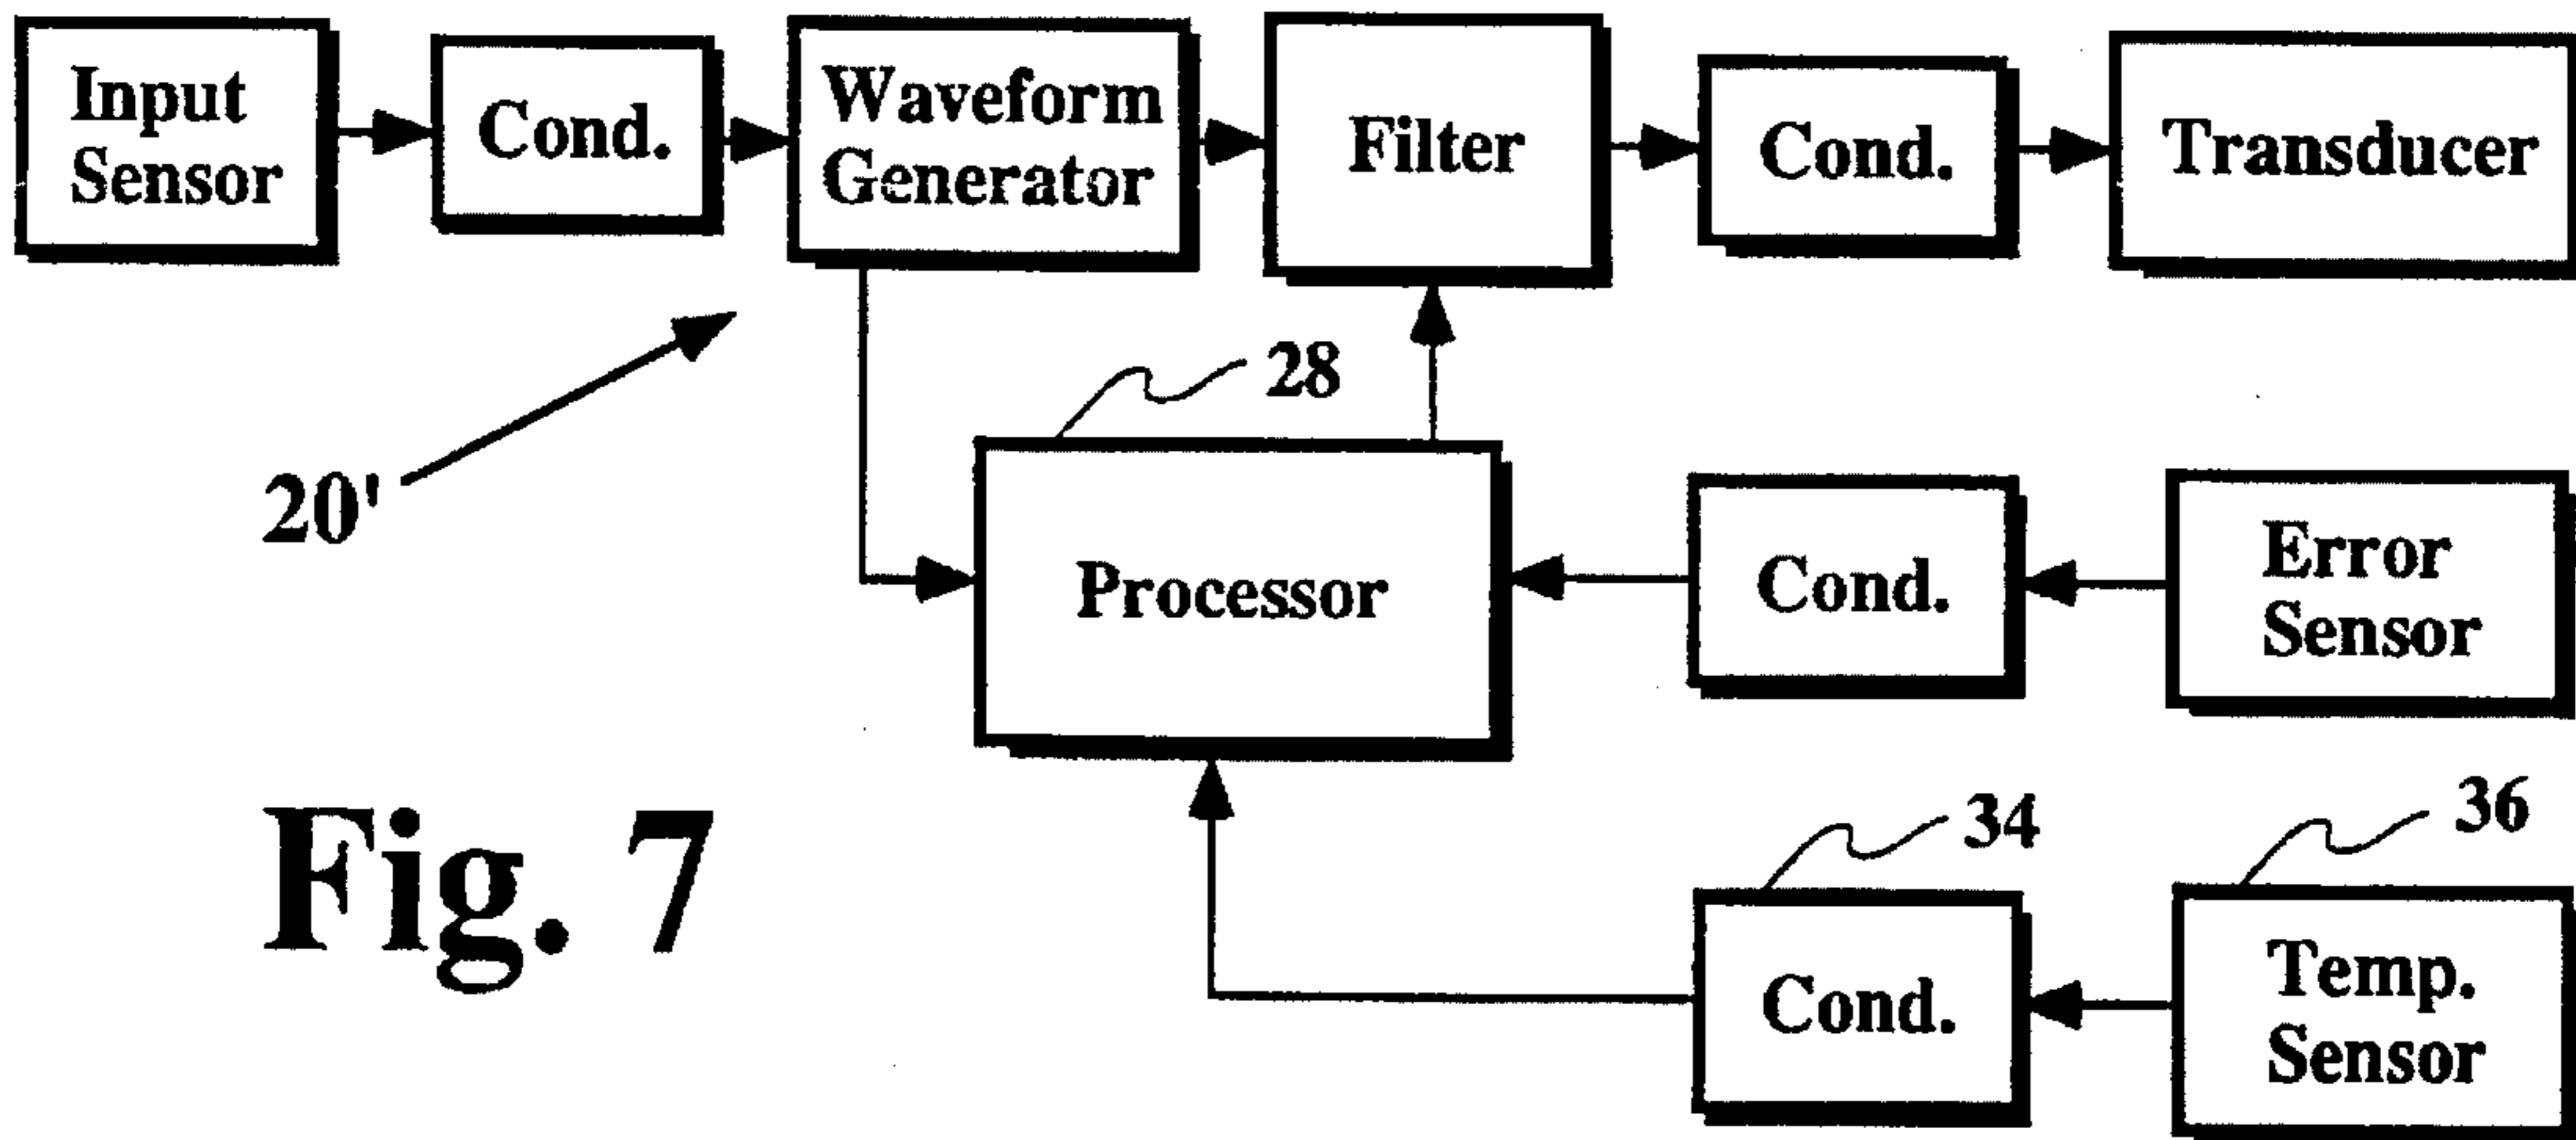 Input
Sensor
Cond.
Waveform
Generator
Filter
Cond.
Transducer
28
20'
Processor
Cond.
Error
Sensor
34
36
Fig. 7
Cond.
Temp.
Sensor